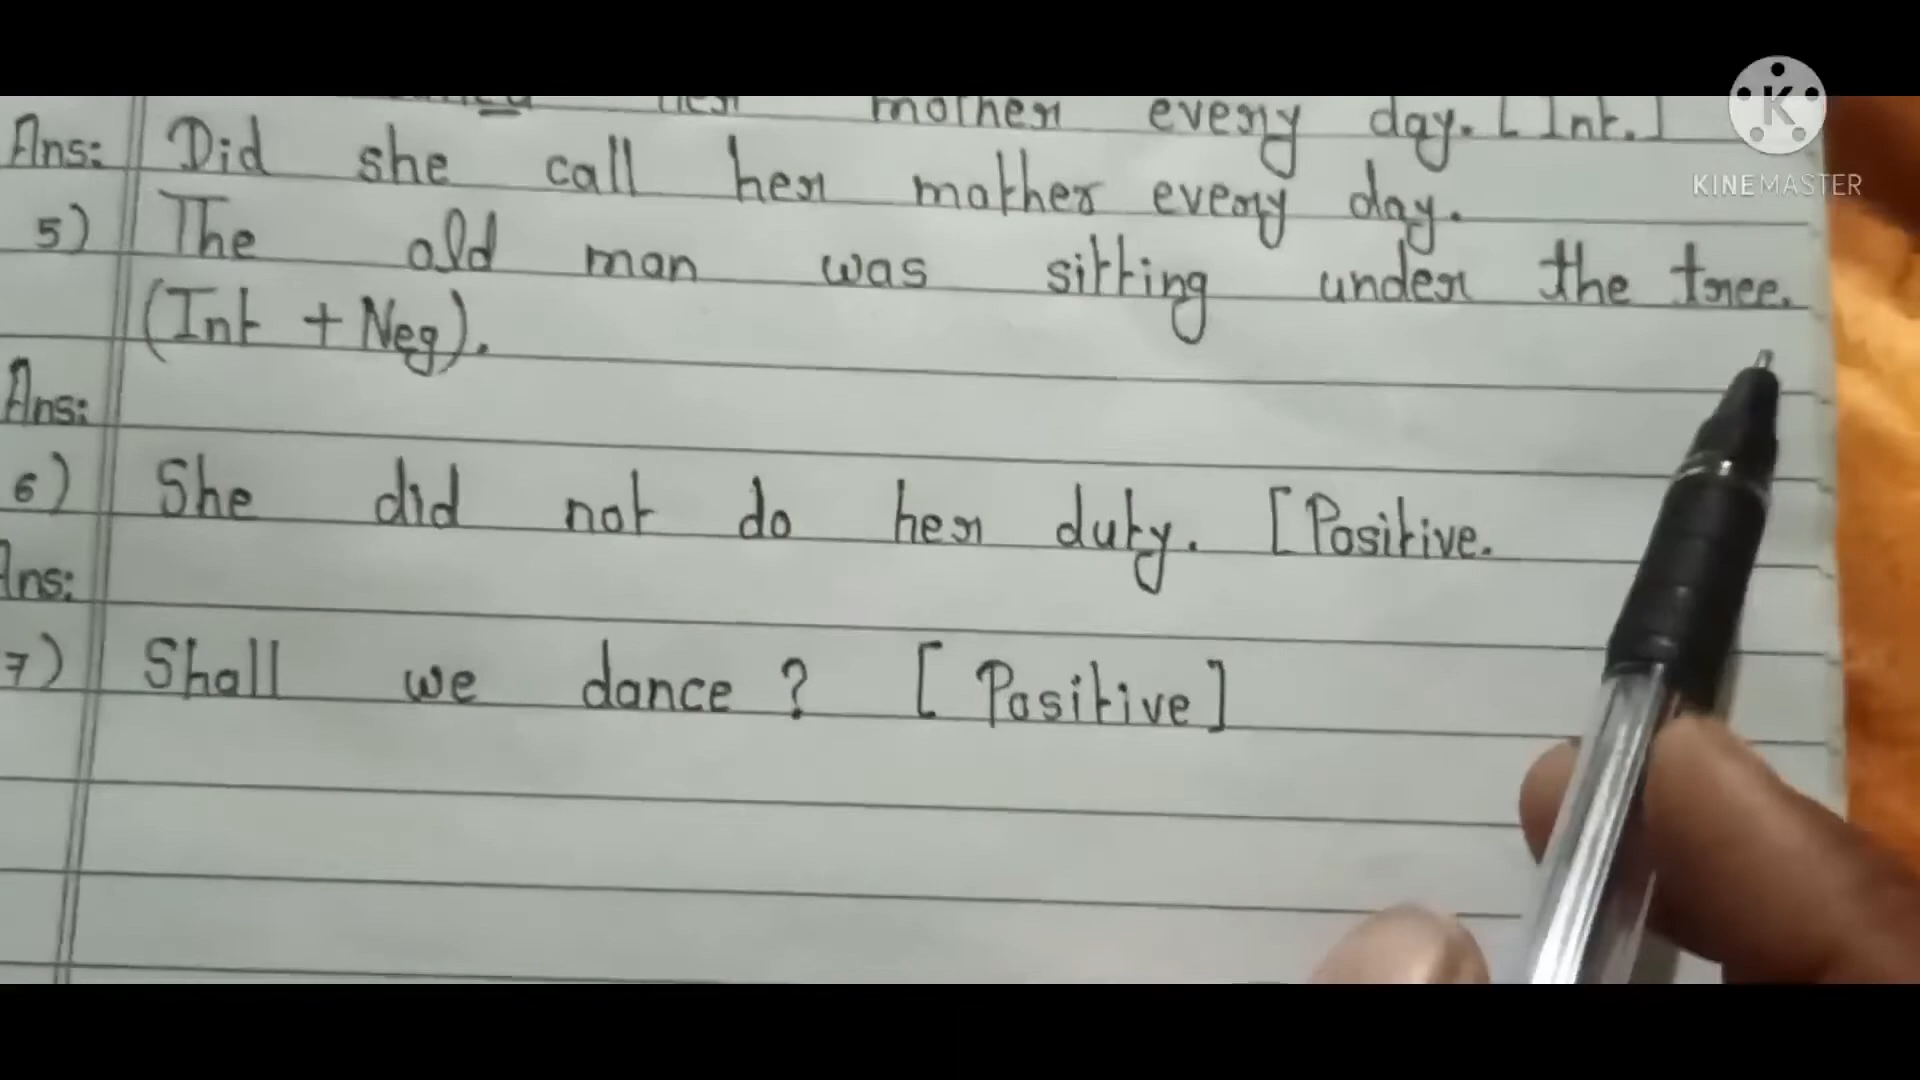 her mother every day. [Int.]
Ans: Did she call her mother every day.
5) The old man was sitting under the tree.
(Int + Neg).
Ans:
6) She did not do her duty. [Positive.
Ans:
7) Shall we dance? [Positive]
KINEMASTER